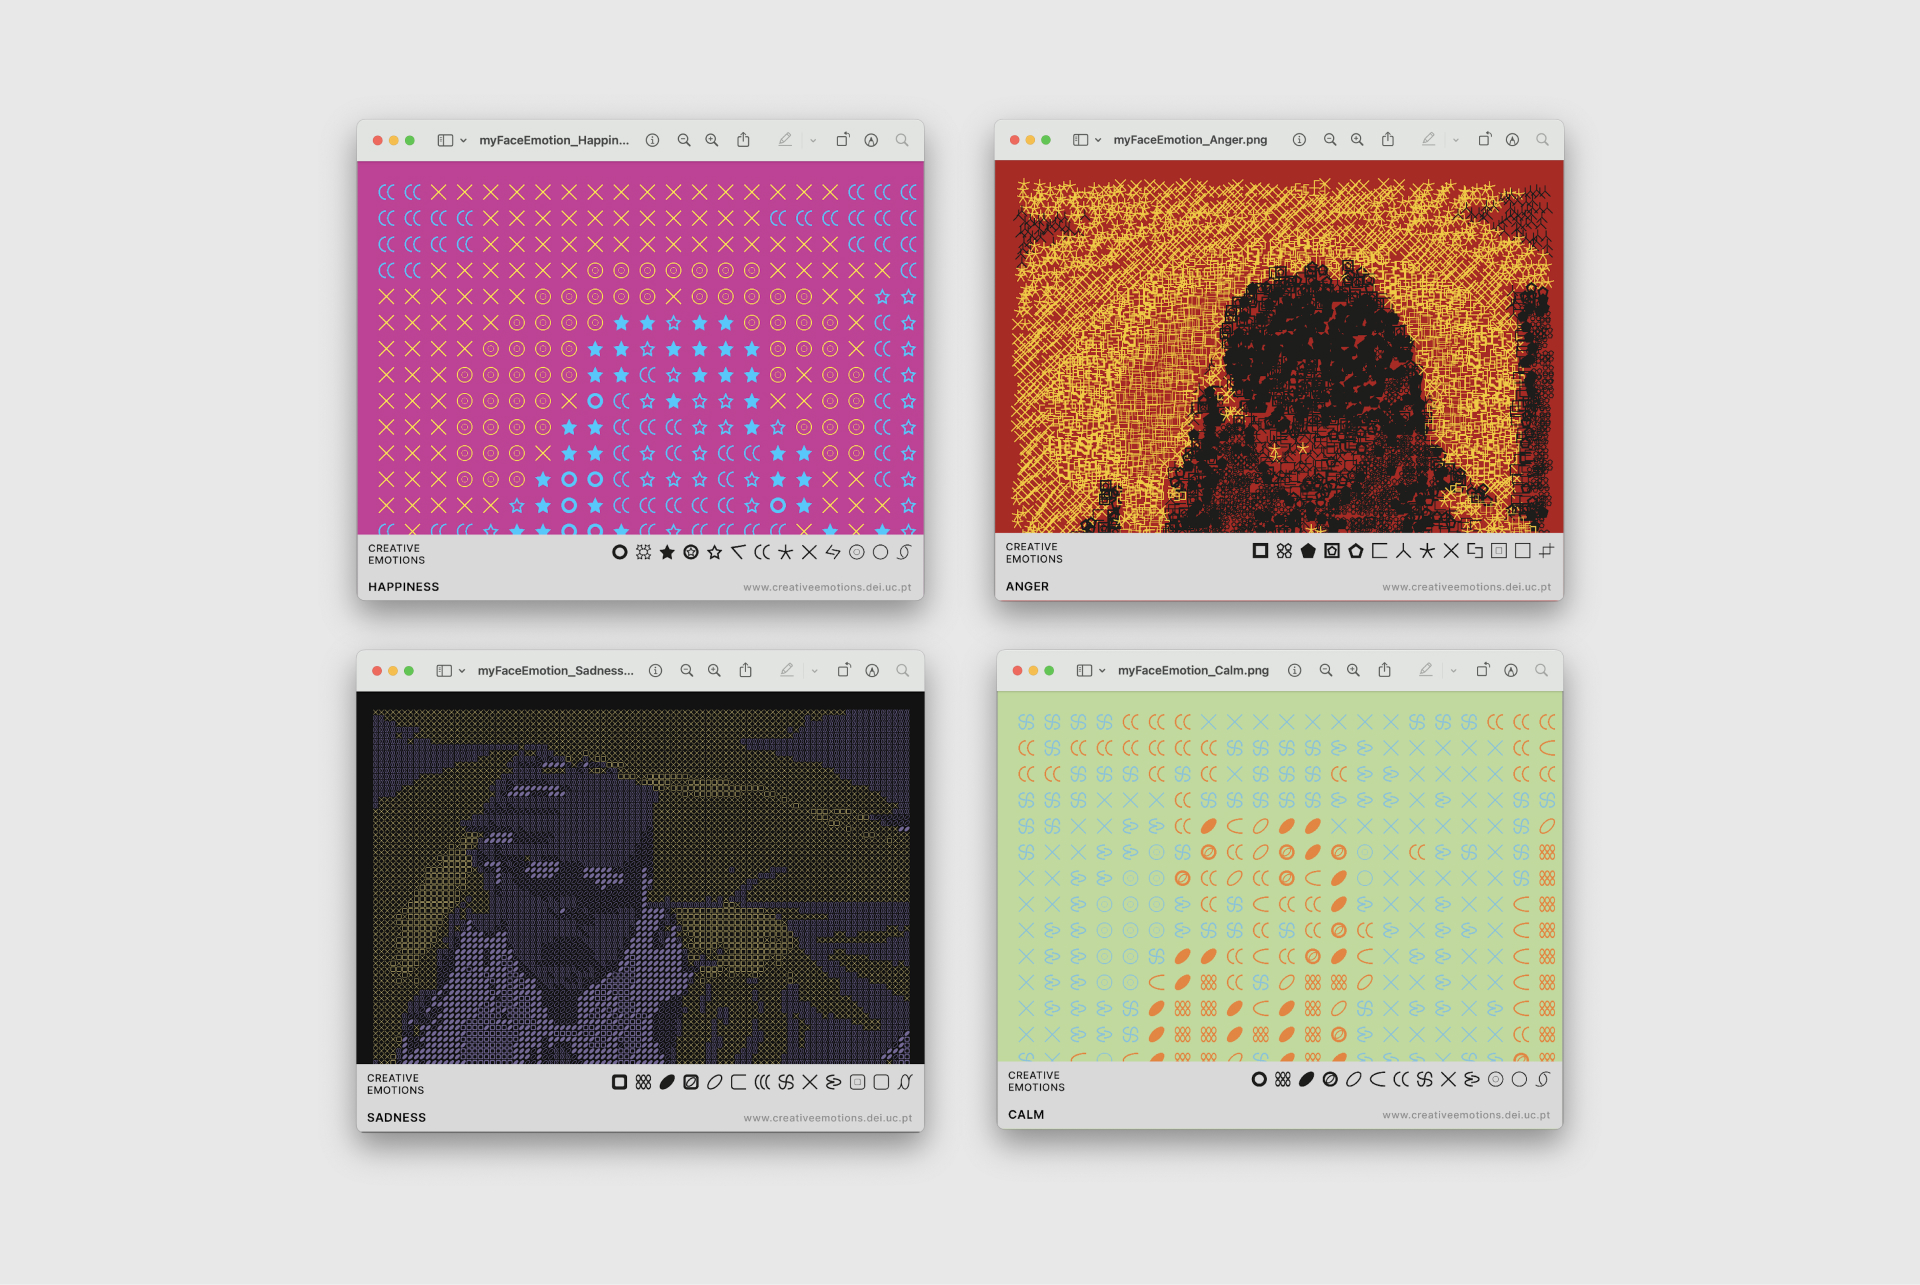 myFaceEmotion_Happin...
CREATIVE
EMOTIONS
HAPPINESS
www.creativeemotions.dei.uc.pt
myFaceEmotion_Anger.png
CREATIVE
EMOTIONS
ANGER
www.creativeemotions.dei.uc.pt
myFaceEmotion_Sadness...
CREATIVE
EMOTIONS
SADNESS
www.creativeemotions.dei.uc.pt
myFaceEmotion_Calm.png
CREATIVE
EMOTIONS
CALM
www.creativeemotions.dei.uc.pt